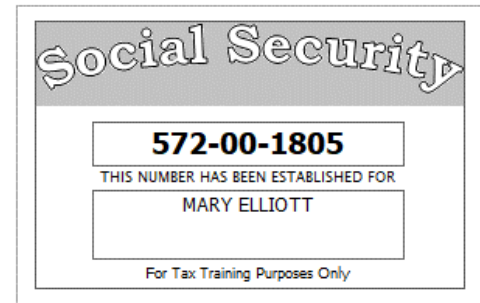 Social Security
572-00-1805
THIS NUMBER HAS BEEN ESTABLISHED FOR
MARY ELLIOTT
For Tax Training Purposes Only